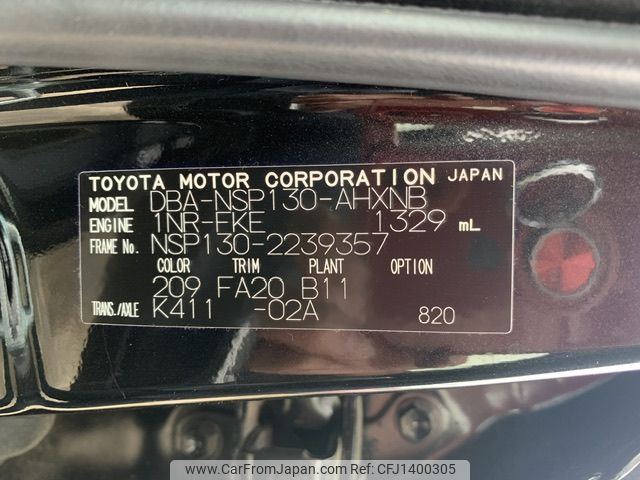 TOYOTA MOTOR CORPORATION JAPAN
MODEL DBA-NSP130-AHXNB
ENGINE 1NR-FKE 1329 mL
FRAME No. NSP130-2239357
COLOR TRIM PLANT OPTION
209 FA20 B11
TRANS./AXLE K411 -02A 820
www.CarFromJapan.com | Ref. No: CFJ1400305